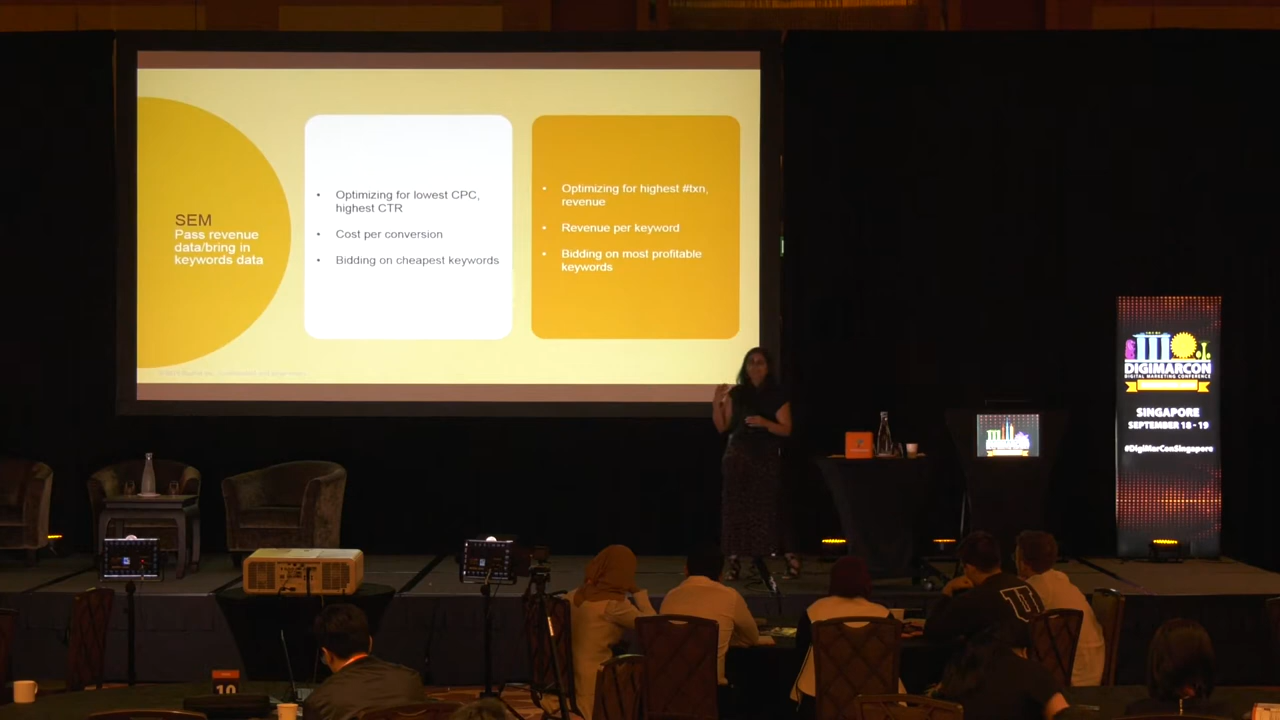 SEM
Pass revenue
data/bring in
keywords data
• Optimizing for lowest CPC,
highest CTR
• Cost per conversion
• Bidding on cheapest keywords
• Optimizing for highest #txn,
revenue
• Revenue per keyword
• Bidding on most profitable
keywords
DIGIMARCON
DIGITAL MARKETING CONFERENCE
SINGAPORE
SEPTEMBER 18 - 19
#DigiMarConSingapore
U
10